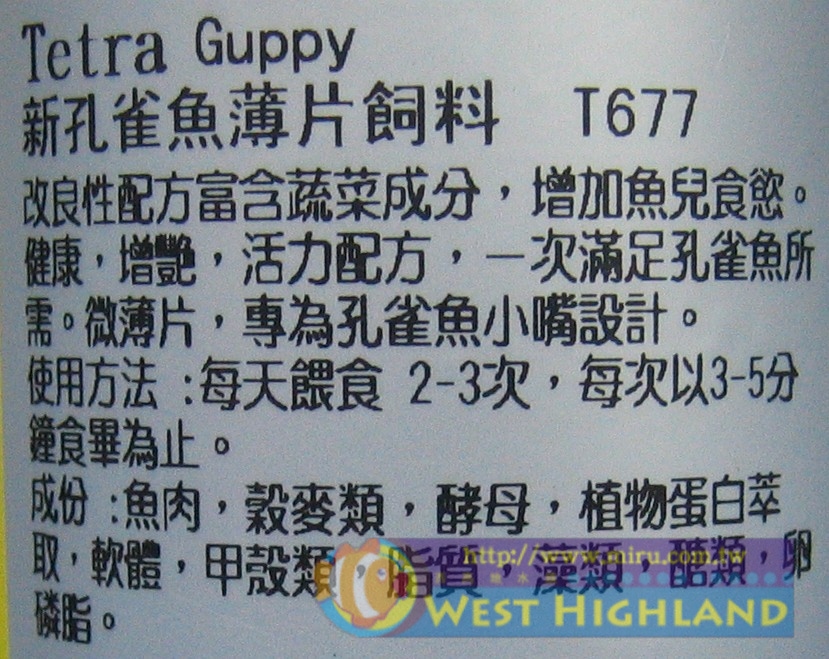 Tetra Guppy
新孔雀魚薄片飼料 T677
改良性配方富含蔬菜成分，增加魚兒食慾。
健康，增艷，活力配方，一次滿足孔雀魚所
需。微薄片，專為孔雀魚小嘴設計。
使用方法 :每天餵食 2-3次，每次以3-5分
鐘食畢為止。
成份 :魚肉，穀麥類，酵母，植物蛋白萃
取，軟體，甲殼類，脂質，藻類，醣類，卵
磷脂。
http://www.miru.com.tw
WEST HIGHLAND